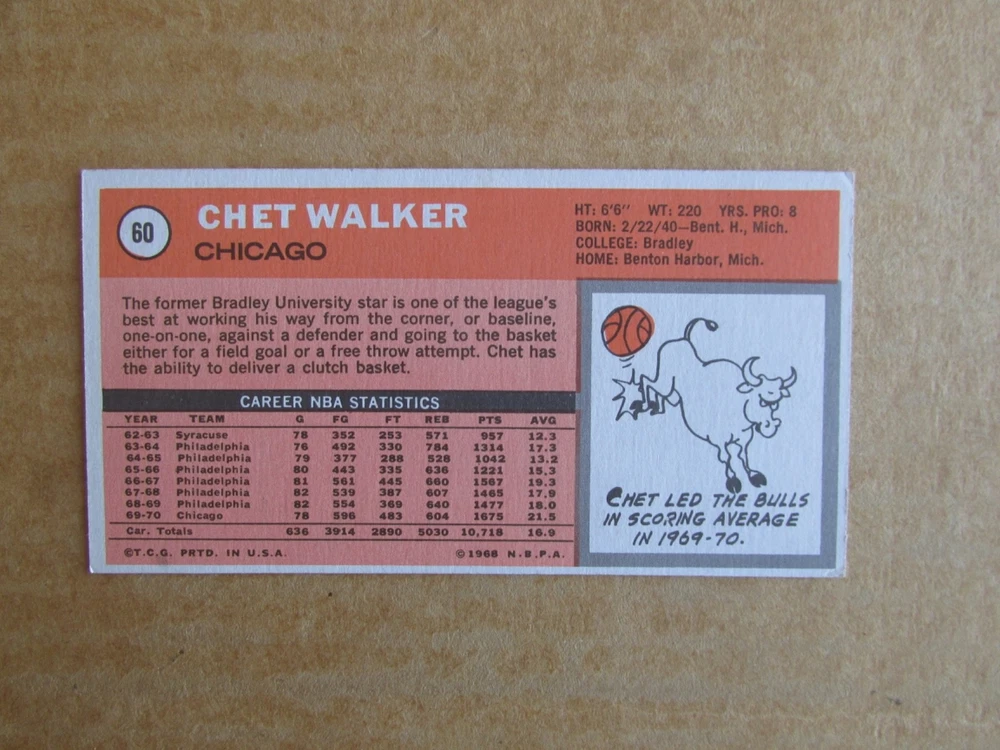 60
CHET WALKER
CHICAGO
HT: 6'6" WT: 220 YRS. PRO: 8
BORN: 2/22/40—Bent. H., Mich.
COLLEGE: Bradley
HOME: Benton Harbor, Mich.
The former Bradley University star is one of the league's
best at working his way from the corner, or baseline,
one-on-one, against a defender and going to the basket
either for a field goal or a free throw attempt. Chet has
the ability to deliver a clutch basket.
CAREER NBA STATISTICS
YEAR TEAM G FG FT REB PTS AVG
62-63 Syracuse 78 352 253 571 957 12.3
63-64 Philadelphia 76 492 330 784 1314 17.3
64-65 Philadelphia 79 377 288 528 1042 13.2
65-66 Philadelphia 80 443 335 636 1221 15.3
66-67 Philadelphia 81 561 445 660 1567 19.3
67-68 Philadelphia 82 539 387 607 1465 17.9
68-69 Philadelphia 82 554 369 640 1477 18.0
69-70 Chicago 78 596 483 604 1675 21.5
Car. Totals 636 3914 2890 5030 10,718 16.9
©T.C.G. PRTD. IN U.S.A. ©1968 N.B.P.A.
CHET LED THE BULLS
IN SCORING AVERAGE
IN 1969-70.